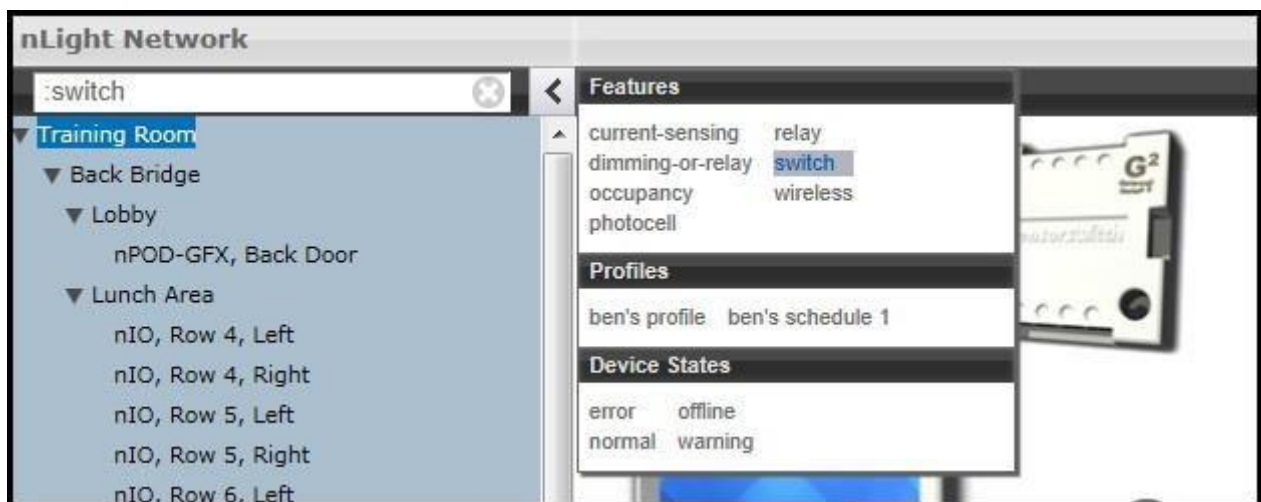 nLight Network
:switch
Training Room
Back Bridge
Lobby
nPOD-GFX, Back Door
Lunch Area
nIO, Row 4, Left
nIO, Row 4, Right
nIO, Row 5, Left
nIO, Row 5, Right
nIO, Row 6, Left
Features
current-sensing relay
dimming-or-relay switch
occupancy wireless
photocell
Profiles
ben's profile ben's schedule 1
Device States
error offline
normal warning
G2